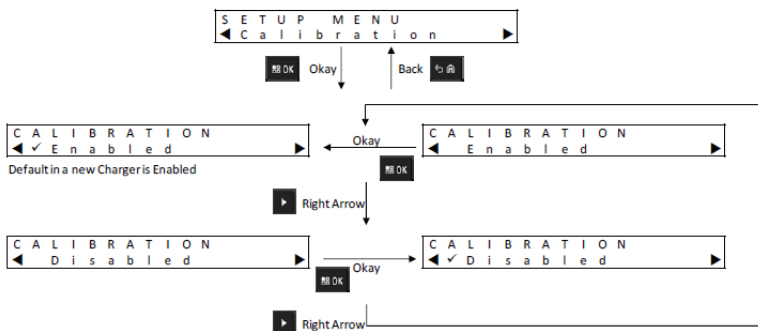 SETUP MENU
◀ Calibration ▶
OK Okay Back
CALIBRATION
◀ ✓ Enabled ▶
Default in a new Charger is Enabled
Okay
OK
CALIBRATION
◀ Enabled ▶
Right Arrow
CALIBRATION
◀ Disabled ▶
OK
Okay
CALIBRATION
◀ ✓ Disabled ▶
Right Arrow